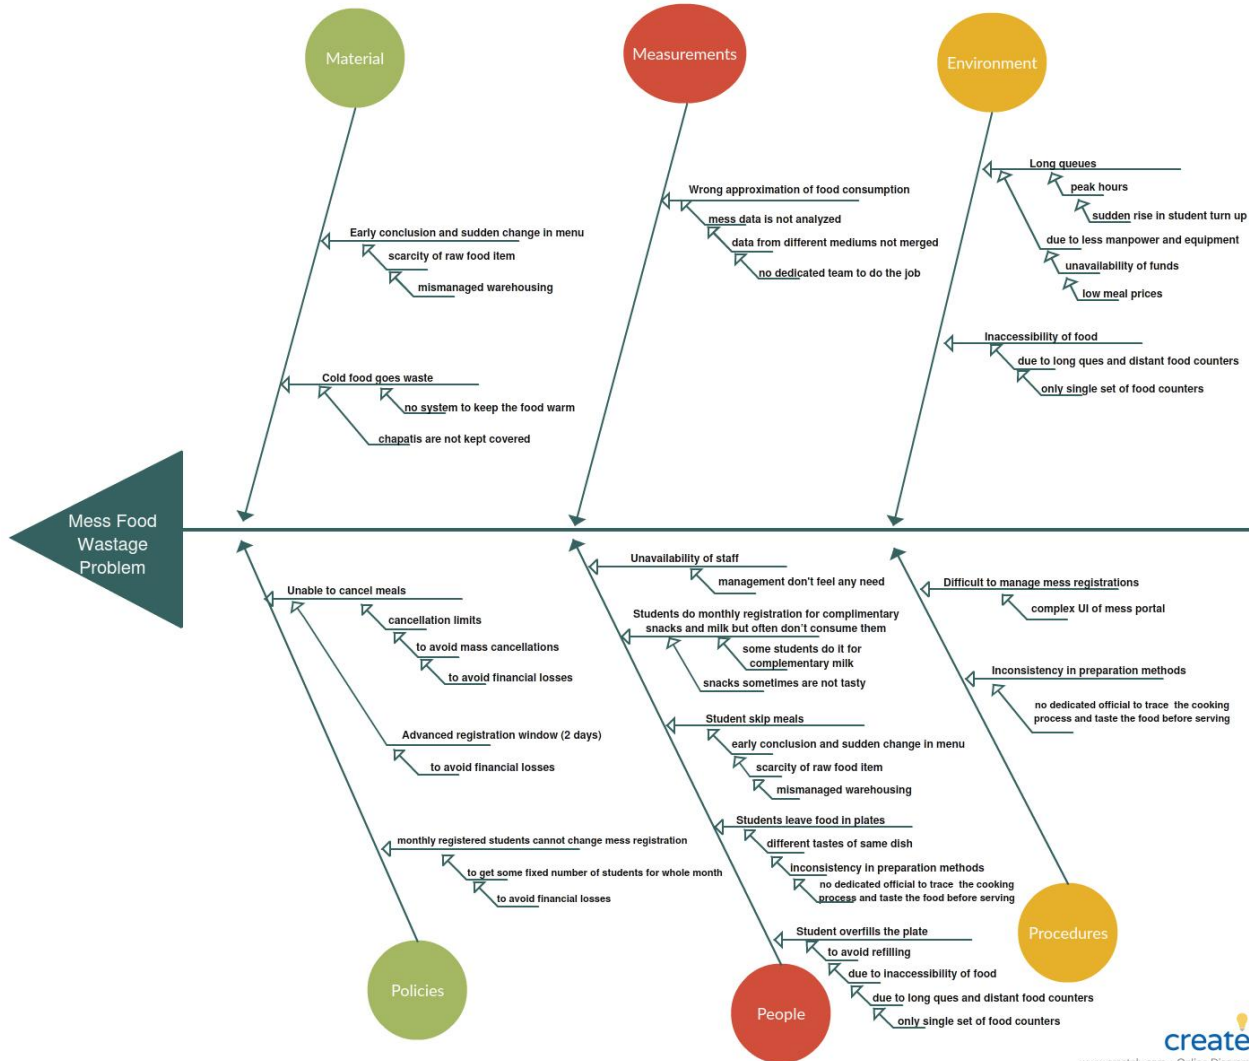 Material
Measurements
Environment
Early conclusion and sudden change in menu
scarcity of raw food item
mismanaged warehousing
Cold food goes waste
no system to keep the food warm
chapatis are not kept covered
Wrong approximation of food consumption
mess data is not analyzed
data from different mediums not merged
no dedicated team to do the job
Long queues
peak hours
sudden rise in student turn up
due to less manpower and equipment
unavailability of funds
low meal prices
Inaccessibility of food
due to long ques and distant food counters
only single set of food counters
Mess Food
Wastage
Problem
Unable to cancel meals
cancellation limits
to avoid mass cancellations
to avoid financial losses
Advanced registration window (2 days)
to avoid financial losses
monthly registered students cannot change mess registration
to get some fixed number of students for whole month
to avoid financial losses
Policies
Unavailability of staff
management don't feel any need
Students do monthly registration for complimentary
snacks and milk but often don't consume them
some students do it for
complementary milk
snacks sometimes are not tasty
Student skip meals
early conclusion and sudden change in menu
scarcity of raw food item
mismanaged warehousing
Students leave food in plates
different tastes of same dish
inconsistency in preparation methods
no dedicated official to trace the cooking
process and taste the food before serving
Student overfills the plate
to avoid refilling
due to inaccessibility of food
due to long ques and distant food counters
only single set of food counters
People
Difficult to manage mess registrations
complex UI of mess portal
Inconsistency in preparation methods
no dedicated official to trace the cooking
process and taste the food before serving
Procedures
create